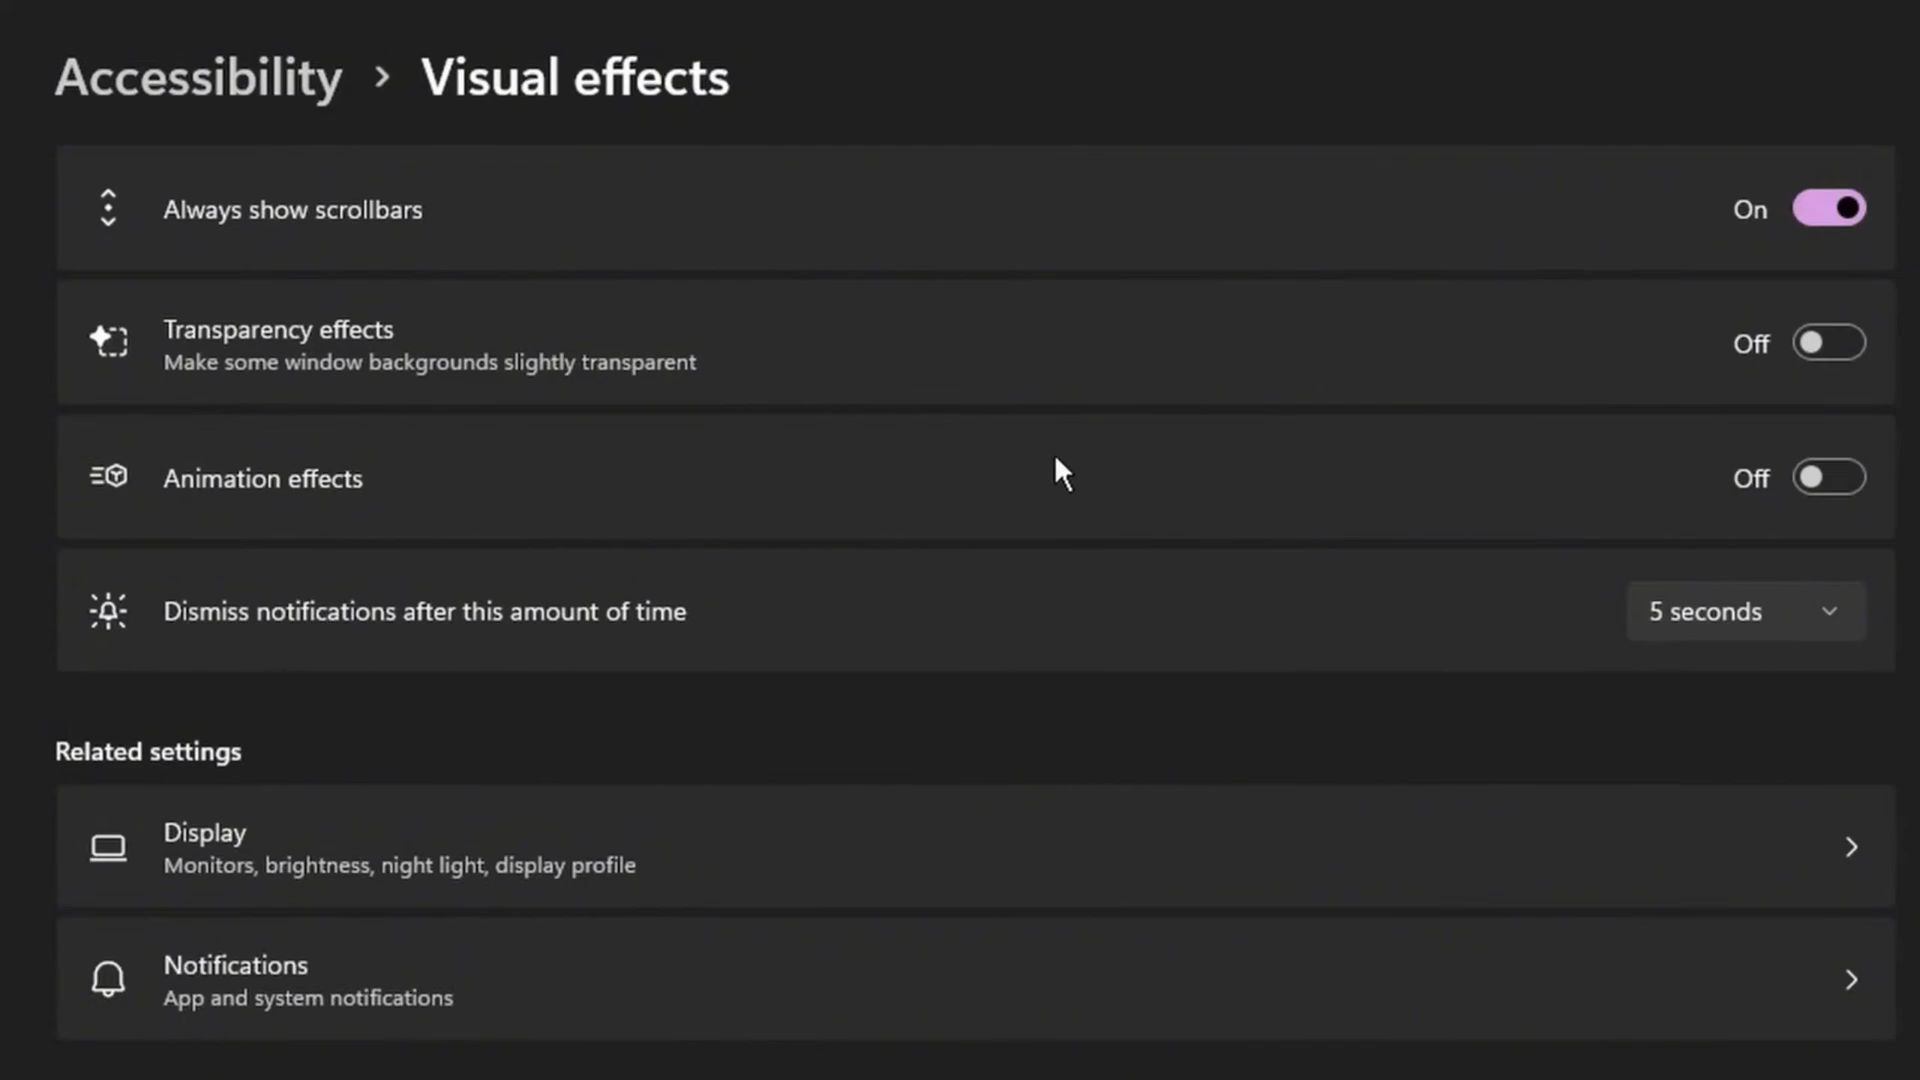 Accessibility > Visual effects
Always show scrollbars
On
Transparency effects
Make some window backgrounds slightly transparent
Off
Animation effects
Off
Dismiss notifications after this amount of time
5 seconds
Related settings
Display
Monitors, brightness, night light, display profile
Notifications
App and system notifications